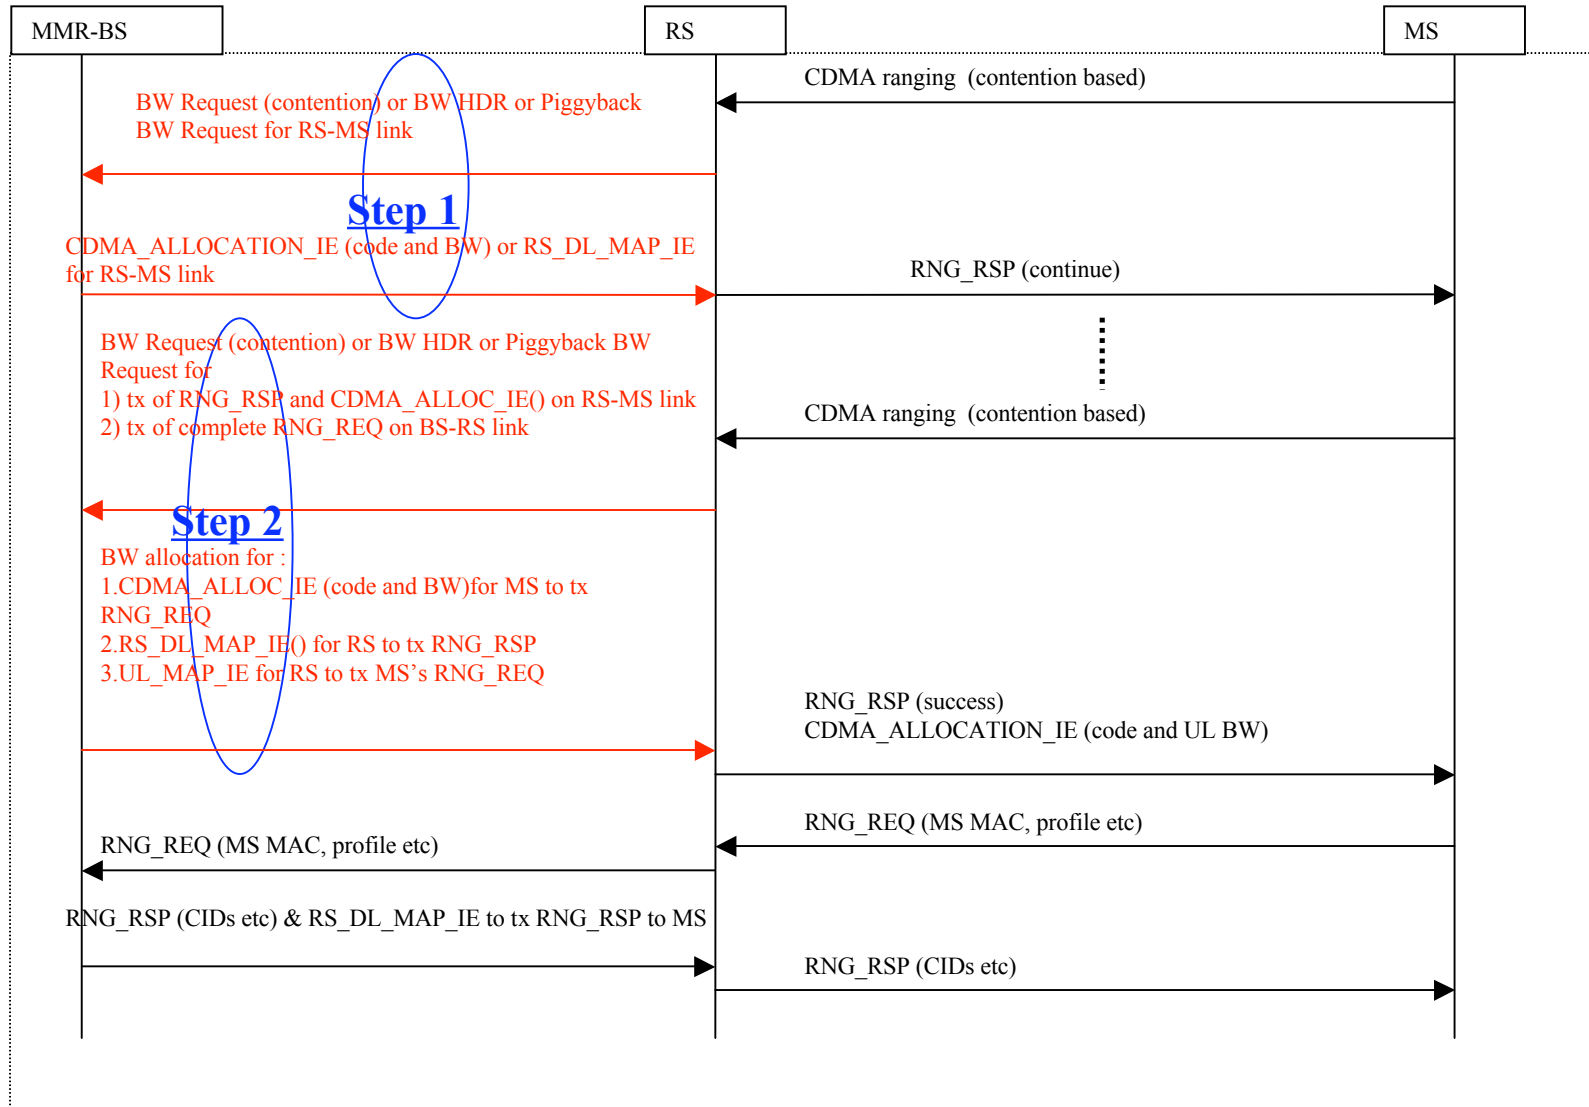 MMR-BS
RS
MS
CDMA ranging  (contention based)
BW Request (contention) or BW HDR or Piggyback
BW Request for RS-MS link
Step 1
CDMA_ALLOCATION_IE (code and BW) or RS_DL_MAP_IE
for RS-MS link
RNG_RSP (continue)
BW Request (contention) or BW HDR or Piggyback BW
Request for
1) tx of RNG_RSP and CDMA_ALLOC_IE() on RS-MS link
2) tx of complete RNG_REQ on BS-RS link
CDMA ranging  (contention based)
Step 2
BW allocation for :
1.CDMA_ALLOC_IE (code and BW)for MS to tx
RNG_REQ
2.RS_DL_MAP_IE() for RS to tx RNG_RSP
3.UL_MAP_IE for RS to tx MS’s RNG_REQ
RNG_RSP (success)
CDMA_ALLOCATION_IE (code and UL BW)
RNG_REQ (MS MAC, profile etc)
RNG_REQ (MS MAC, profile etc)
RNG_RSP (CIDs etc) & RS_DL_MAP_IE to tx RNG_RSP to MS
RNG_RSP (CIDs etc)